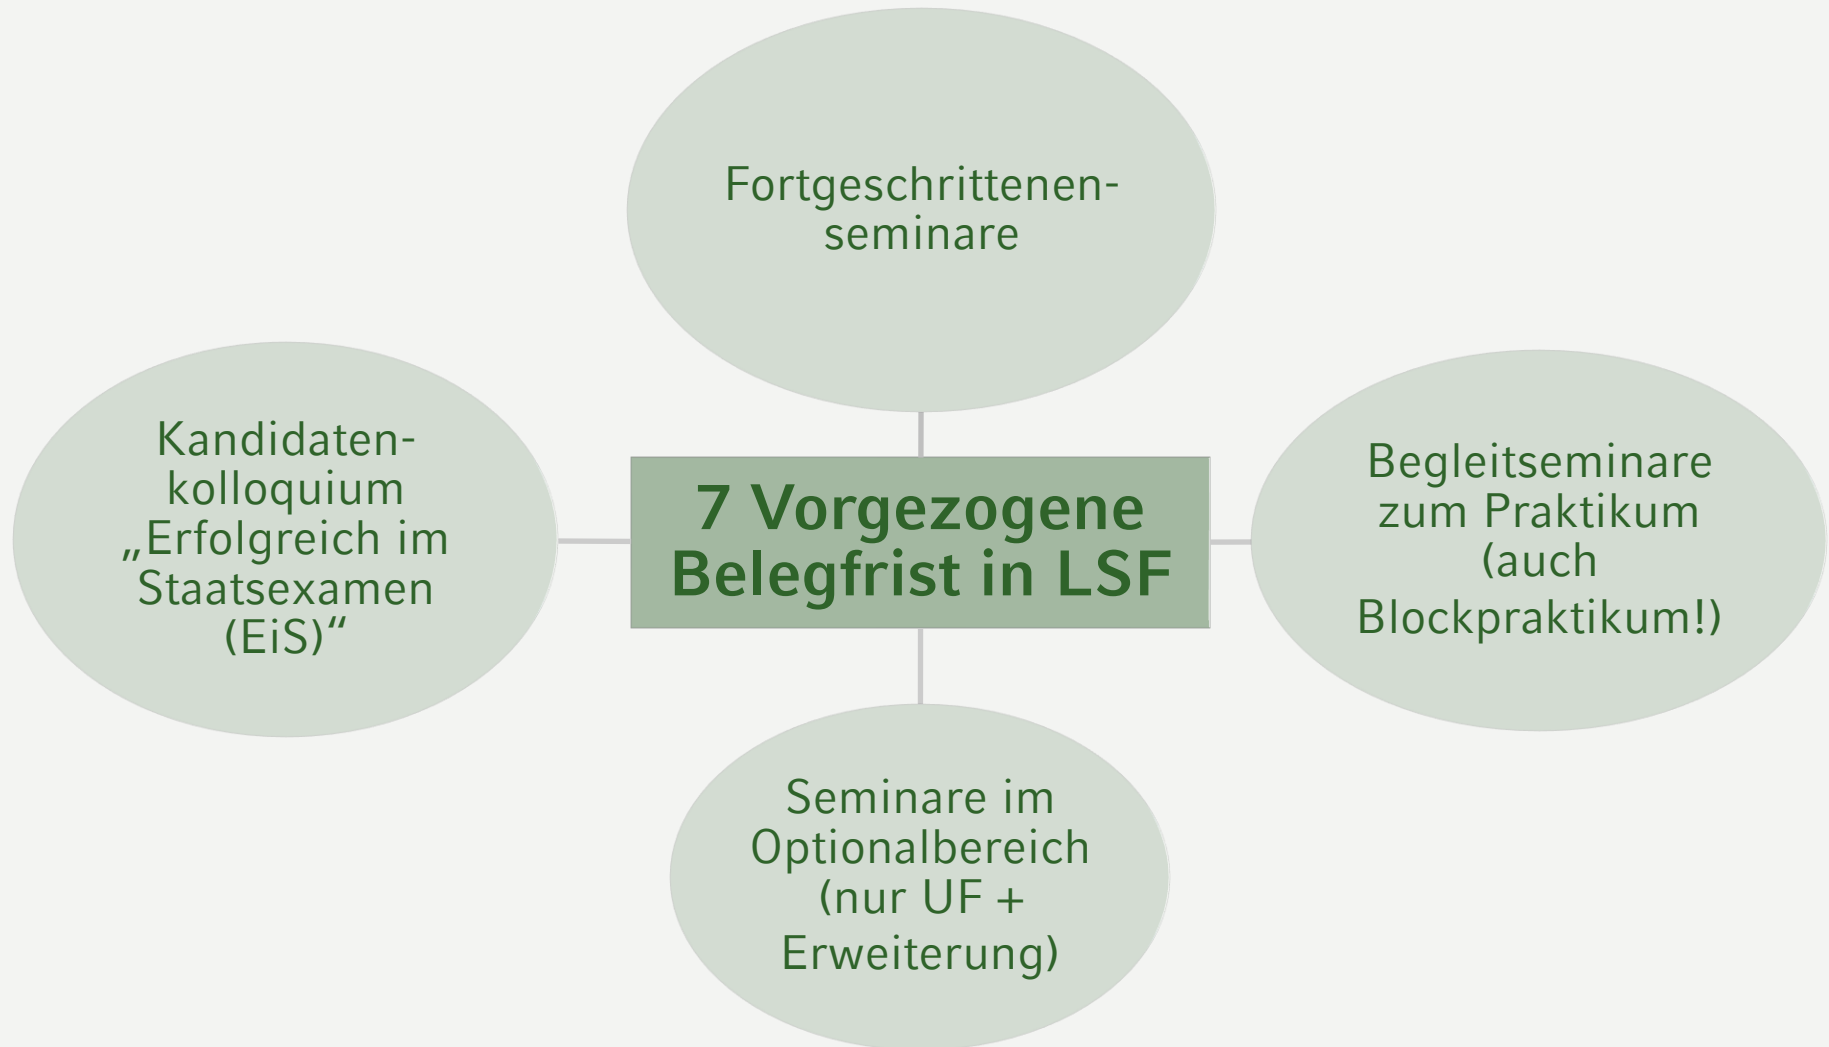 Fortgeschrittenen-
seminare
Kandidaten-
kolloquium
„Erfolgreich im
Staatsexamen
(EiS)“
7 Vorgezogene
Belegfrist in LSF
Begleitseminare
zum Praktikum
(auch
Blockpraktikum!)
Seminare im
Optionalbereich
(nur UF +
Erweiterung)